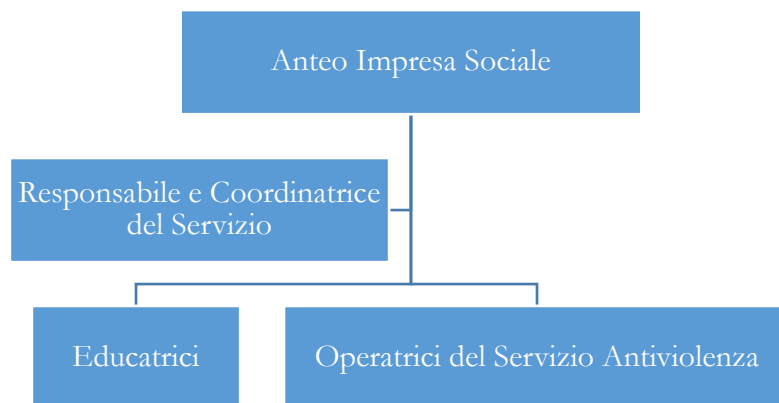 Anteo Impresa Sociale
Responsabile e Coordinatrice
del Servizio
Educatrici
Operatrici del Servizio Antiviolenza